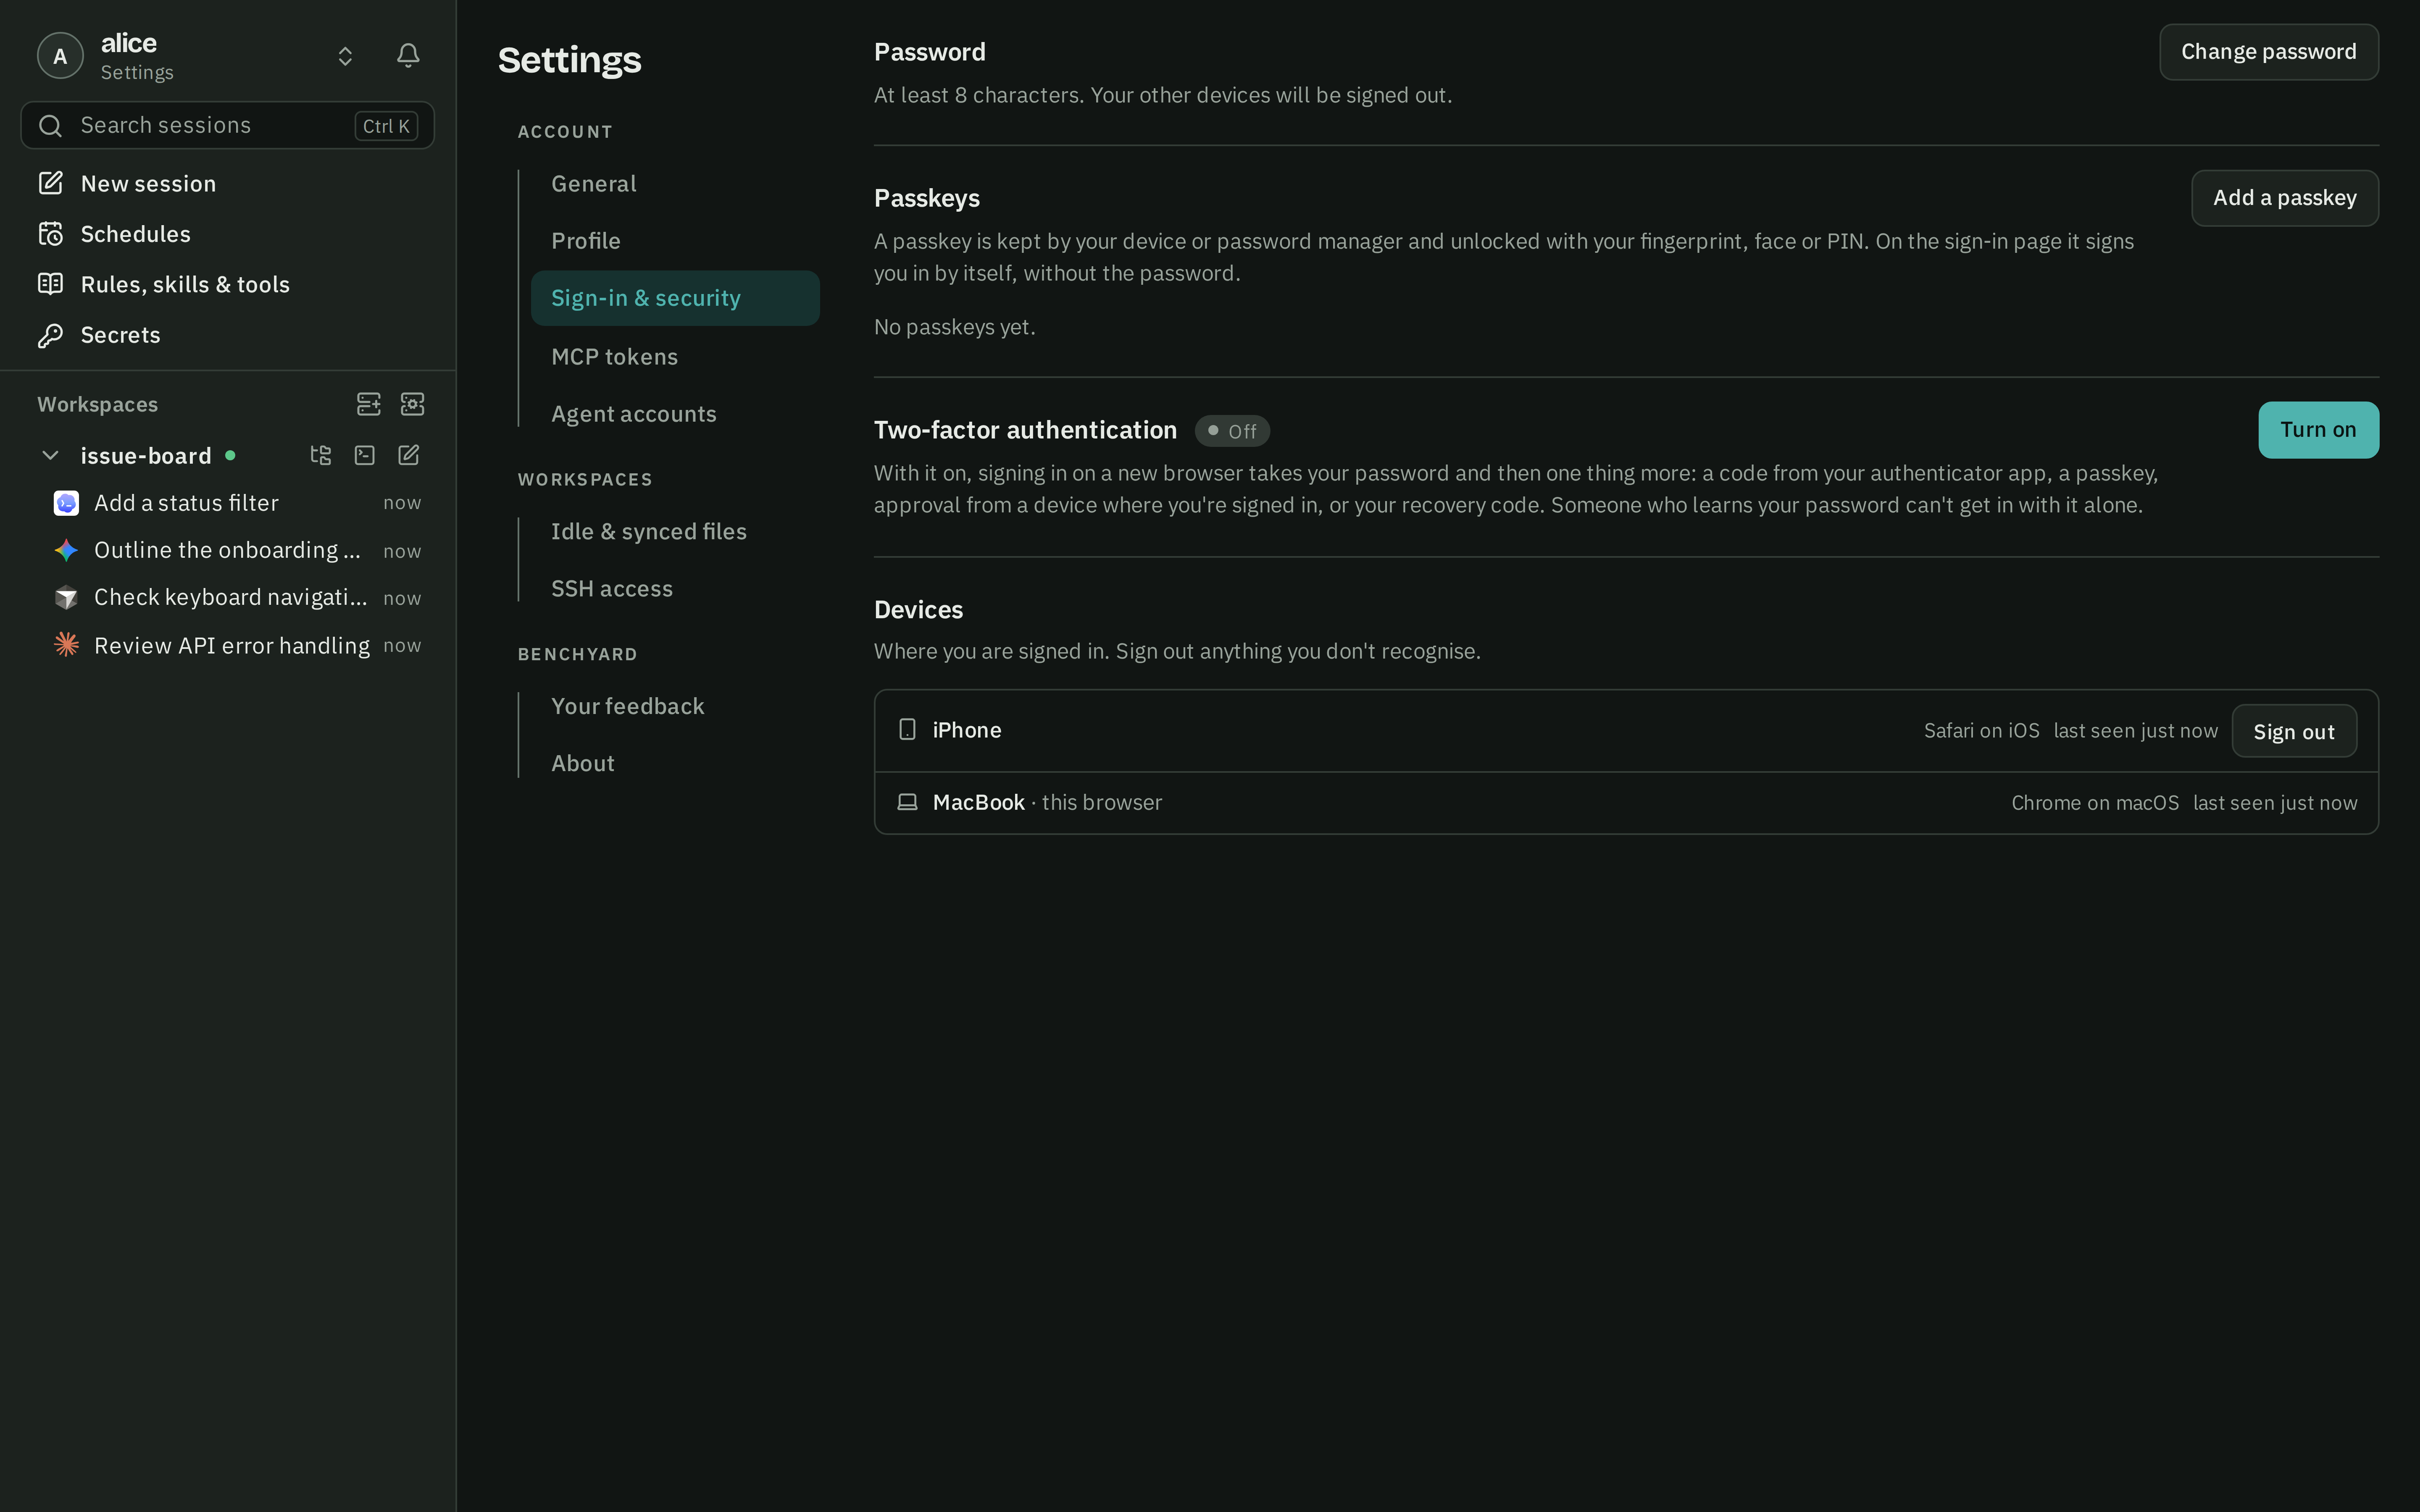 A
alice
Settings
Search sessions
Ctrl K
New session
Schedules
Rules, skills & tools
Secrets
Workspaces
issue-board
Add a status filter now
Outline the onboarding ... now
Check keyboard navigati... now
Review API error handling now
Settings
ACCOUNT
General
Profile
Sign-in & security
MCP tokens
Agent accounts
WORKSPACES
Idle & synced files
SSH access
BENCHYARD
Your feedback
About
Password
Change password
At least 8 characters. Your other devices will be signed out.
Passkeys
Add a passkey
A passkey is kept by your device or password manager and unlocked with your fingerprint, face or PIN. On the sign-in page it signs
you in by itself, without the password.
No passkeys yet.
Two-factor authentication Off
Turn on
With it on, signing in on a new browser takes your password and then one thing more: a code from your authenticator app, a passkey,
approval from a device where you're signed in, or your recovery code. Someone who learns your password can't get in with it alone.
Devices
Where you are signed in. Sign out anything you don't recognise.
iPhone Safari on iOS last seen just now Sign out
MacBook · this browser Chrome on macOS last seen just now